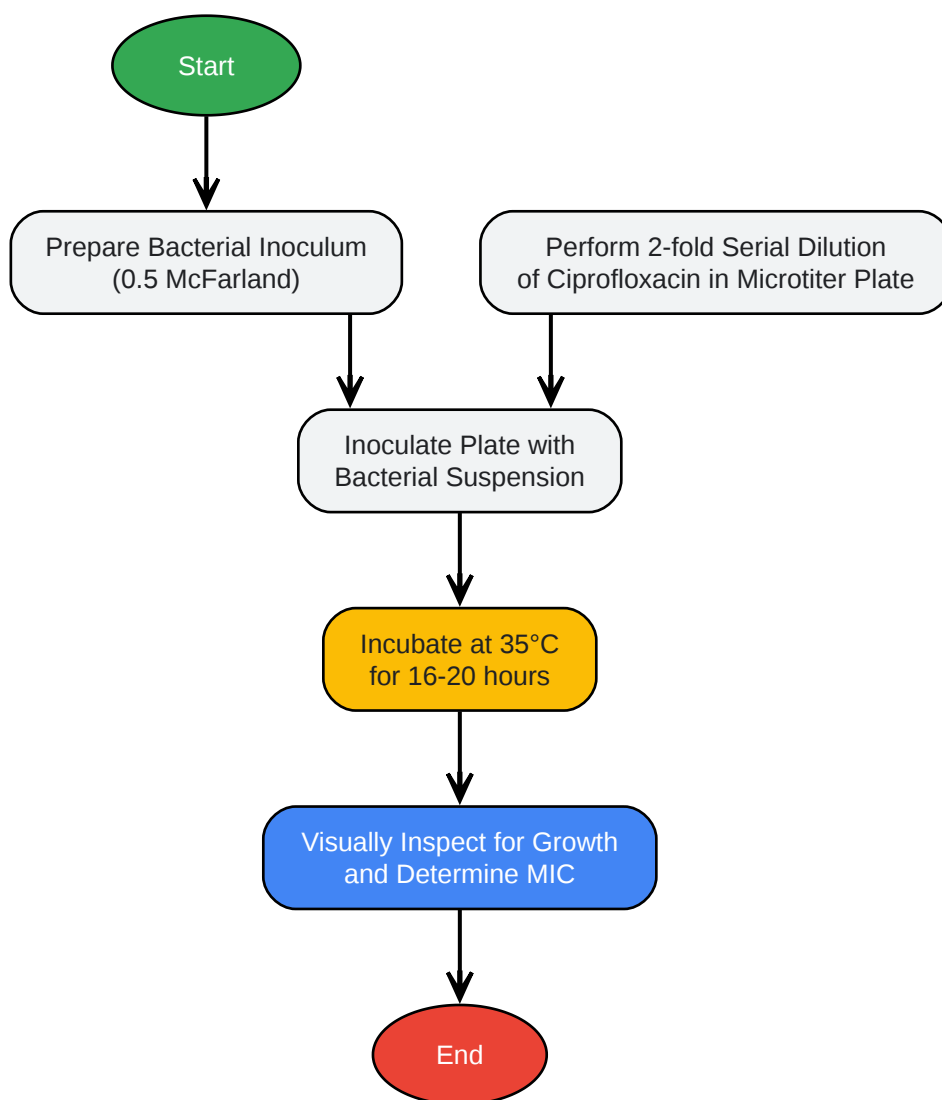 Start
Prepare Bacterial Inoculum
(0.5 McFarland)
Perform 2-fold Serial Dilution
of Ciprofloxacin in Microtiter Plate
Inoculate Plate with
Bacterial Suspension
Incubate at 35°C
for 16-20 hours
Visually Inspect for Growth
and Determine MIC
End